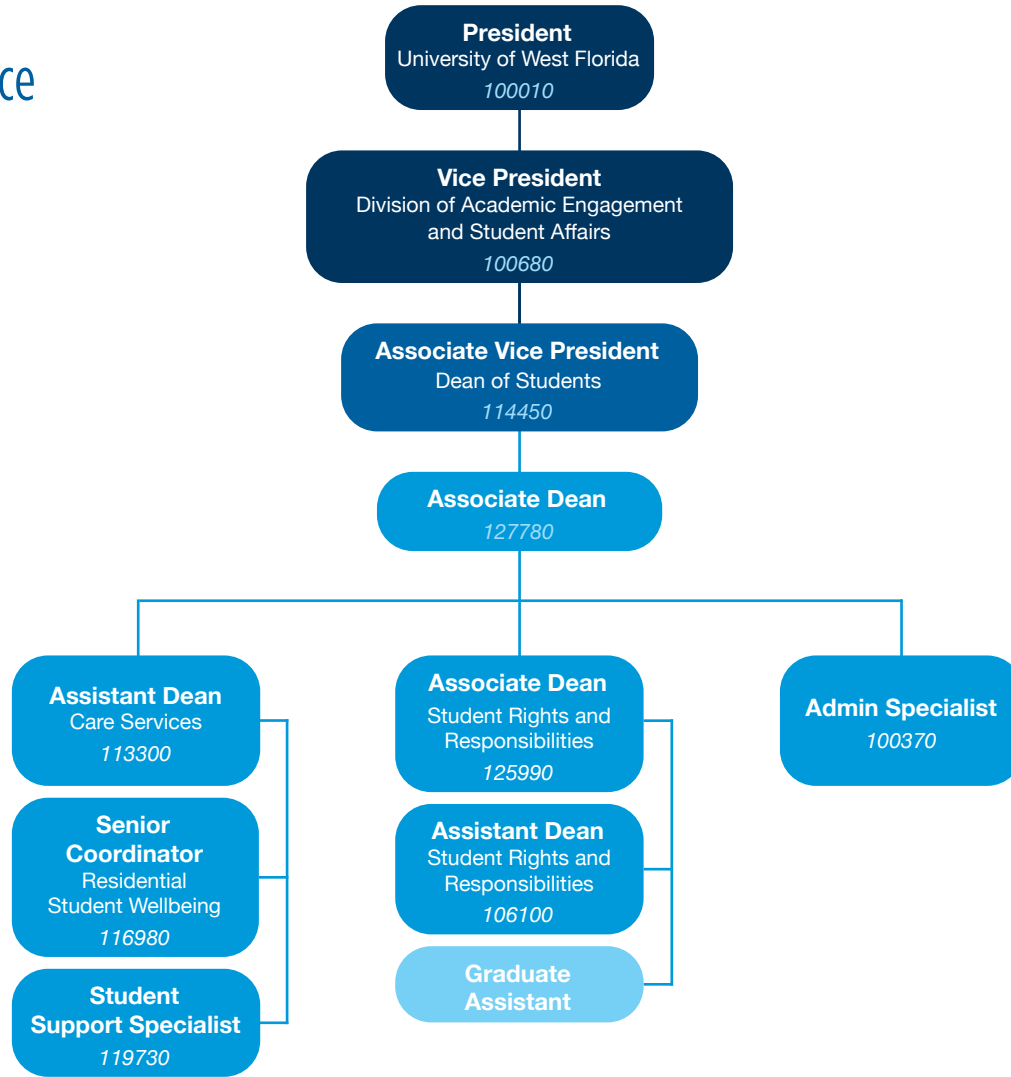 President
University of West Florida
100010
Vice President
Division of Academic Engagement
and Student Affairs
100680
Associate Vice President
Dean of Students
114450
Associate Dean
127780
Assistant Dean
Care Services
113300
Senior
Coordinator
Residential
Student Wellbeing
116980
Student
Support Specialist
119730
Associate Dean
Student Rights and
Responsibilities
125990
Assistant Dean
Student Rights and
Responsibilities
106100
Graduate
Assistant
Admin Specialist
100370